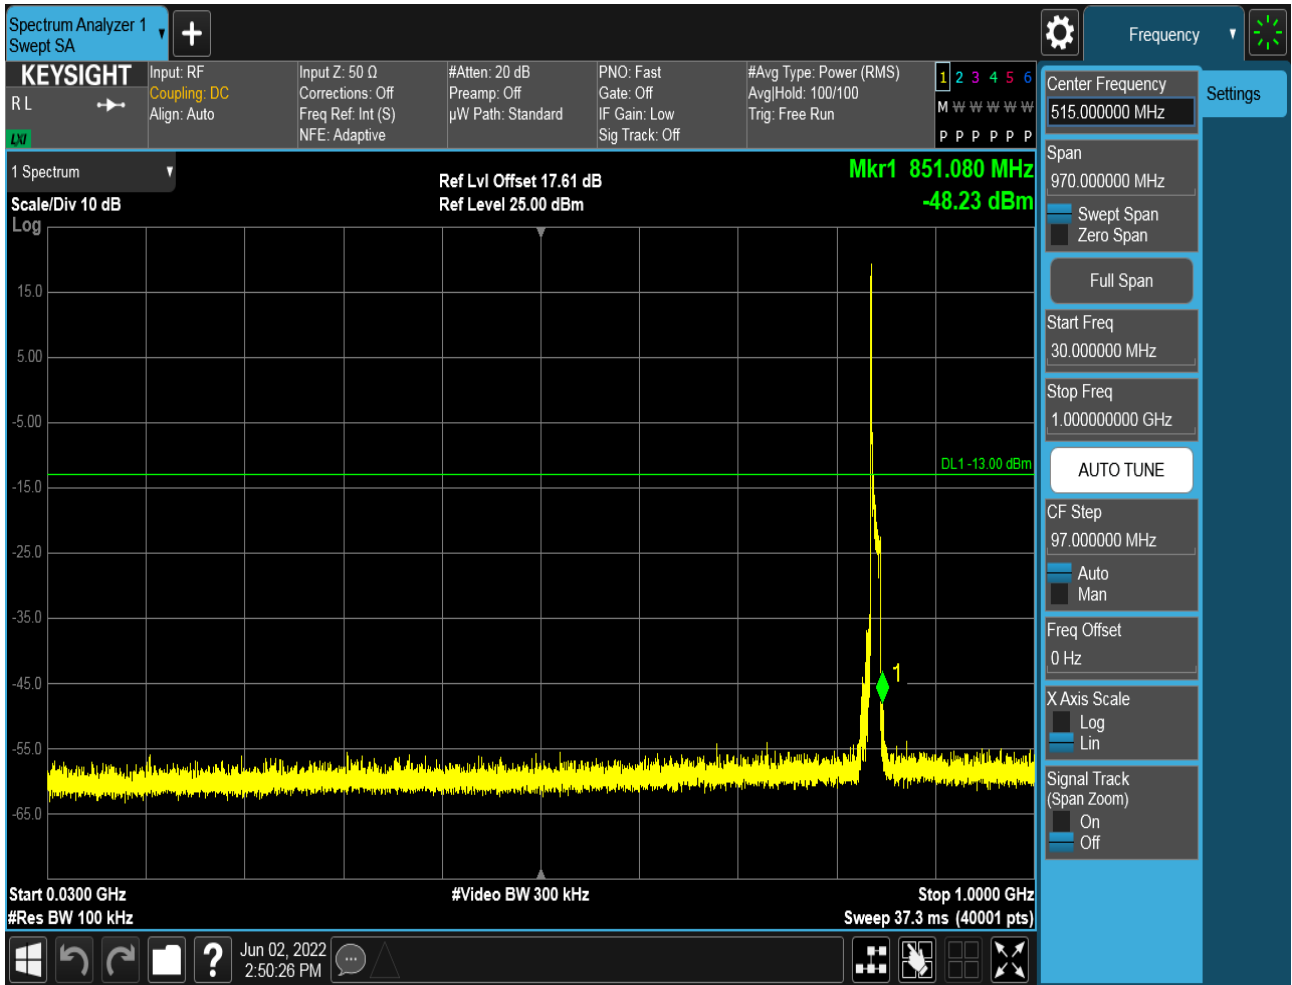 Spectrum Analyzer 1
Swept SA
Frequency
KEYSIGHT
R L
LXI
Input: RF
Coupling: DC
Align: Auto
Input Z: 50 Ω
Corrections: Off
Freq Ref: Int (S)
NFE: Adaptive
#Atten: 20 dB
Preamp: Off
µW Path: Standard
PNO: Fast
Gate: Off
IF Gain: Low
Sig Track: Off
#Avg Type: Power (RMS)
Avg|Hold: 100/100
Trig: Free Run
1 2 3 4 5 6
M W W W W W
P P P P P P
1 Spectrum
Scale/Div 10 dB
Log
Ref Lvl Offset 17.61 dB
Ref Level 25.00 dBm
Mkr1 851.080 MHz
-48.23 dBm
15.0
5.00
-5.00
-15.0
-25.0
-35.0
-45.0
-55.0
-65.0
DL1 -13.00 dBm
1
Start 0.0300 GHz
#Res BW 100 kHz
#Video BW 300 kHz
Stop 1.0000 GHz
Sweep 37.3 ms (40001 pts)
Center Frequency
515.000000 MHz
Settings
Span
970.000000 MHz
Swept Span
Zero Span
Full Span
Start Freq
30.000000 MHz
Stop Freq
1.000000000 GHz
AUTO TUNE
CF Step
97.000000 MHz
Auto
Man
Freq Offset
0 Hz
X Axis Scale
Log
Lin
Signal Track
(Span Zoom)
On
Off
?
Jun 02, 2022
2:50:26 PM